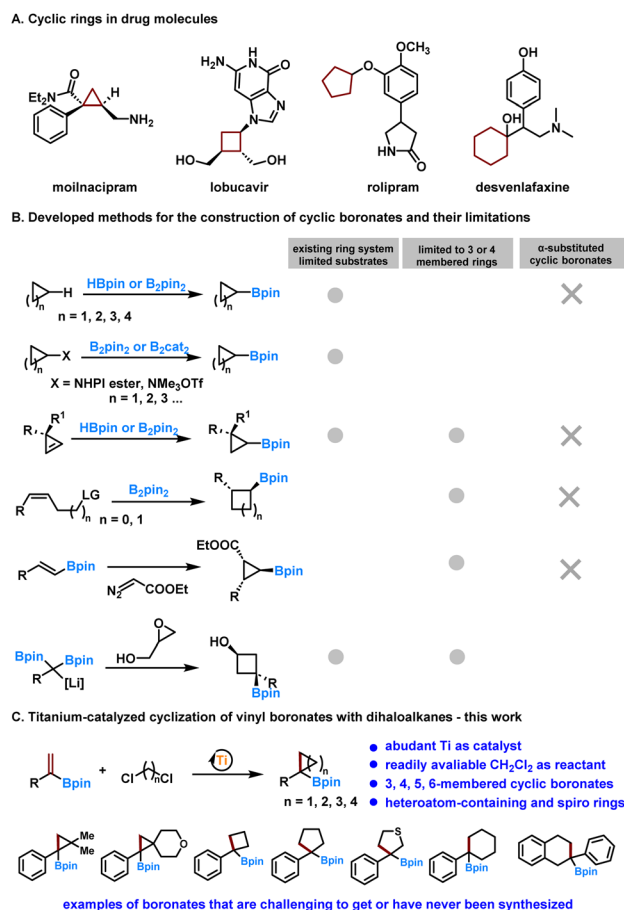 A. Cyclic rings in drug molecules
OCH3
NH
O
H2N
O
N
N
OH
O
H
Et2N
N
N
OH
N
NH2
HO
OH
HN
O
moilnacipram
lobucavir
rolipram
desvenlafaxine
B. Developed methods for the construction of cyclic boronates and their limitations
existing ring system limited to 3 or 4 α-substituted
limited substrates membered rings cyclic boronates
H HBpin or B2pin2 Bpin
( )n ( )n
n = 1, 2, 3, 4
X B2pin2 or B2cat2 Bpin
( )n ( )n
X = NHPI ester, NMe3OTf
n = 1, 2, 3 ...
R1 R1
R HBpin or B2pin2 R Bpin
R LG B2pin2 R Bpin
( )n ( )n
n = 0, 1
EtOOC
R Bpin Bpin
N2 COOEt R
O
Bpin Bpin HO HO
R [Li] R
Bpin
C. Titanium-catalyzed cyclization of vinyl boronates with dihaloalkanes - this work
abudant Ti as catalyst
R Bpin + Cl ( )n Cl Ti R ( )n Bpin
readily avaliable CH2Cl2 as reactant
n = 1, 2, 3, 4
3, 4, 5, 6-membered cyclic boronates
heteroatom-containing and spiro rings
Me
Me
O
S
Bpin Bpin Bpin Bpin Bpin Bpin Bpin
examples of boronates that are challenging to get or have never been synthesized